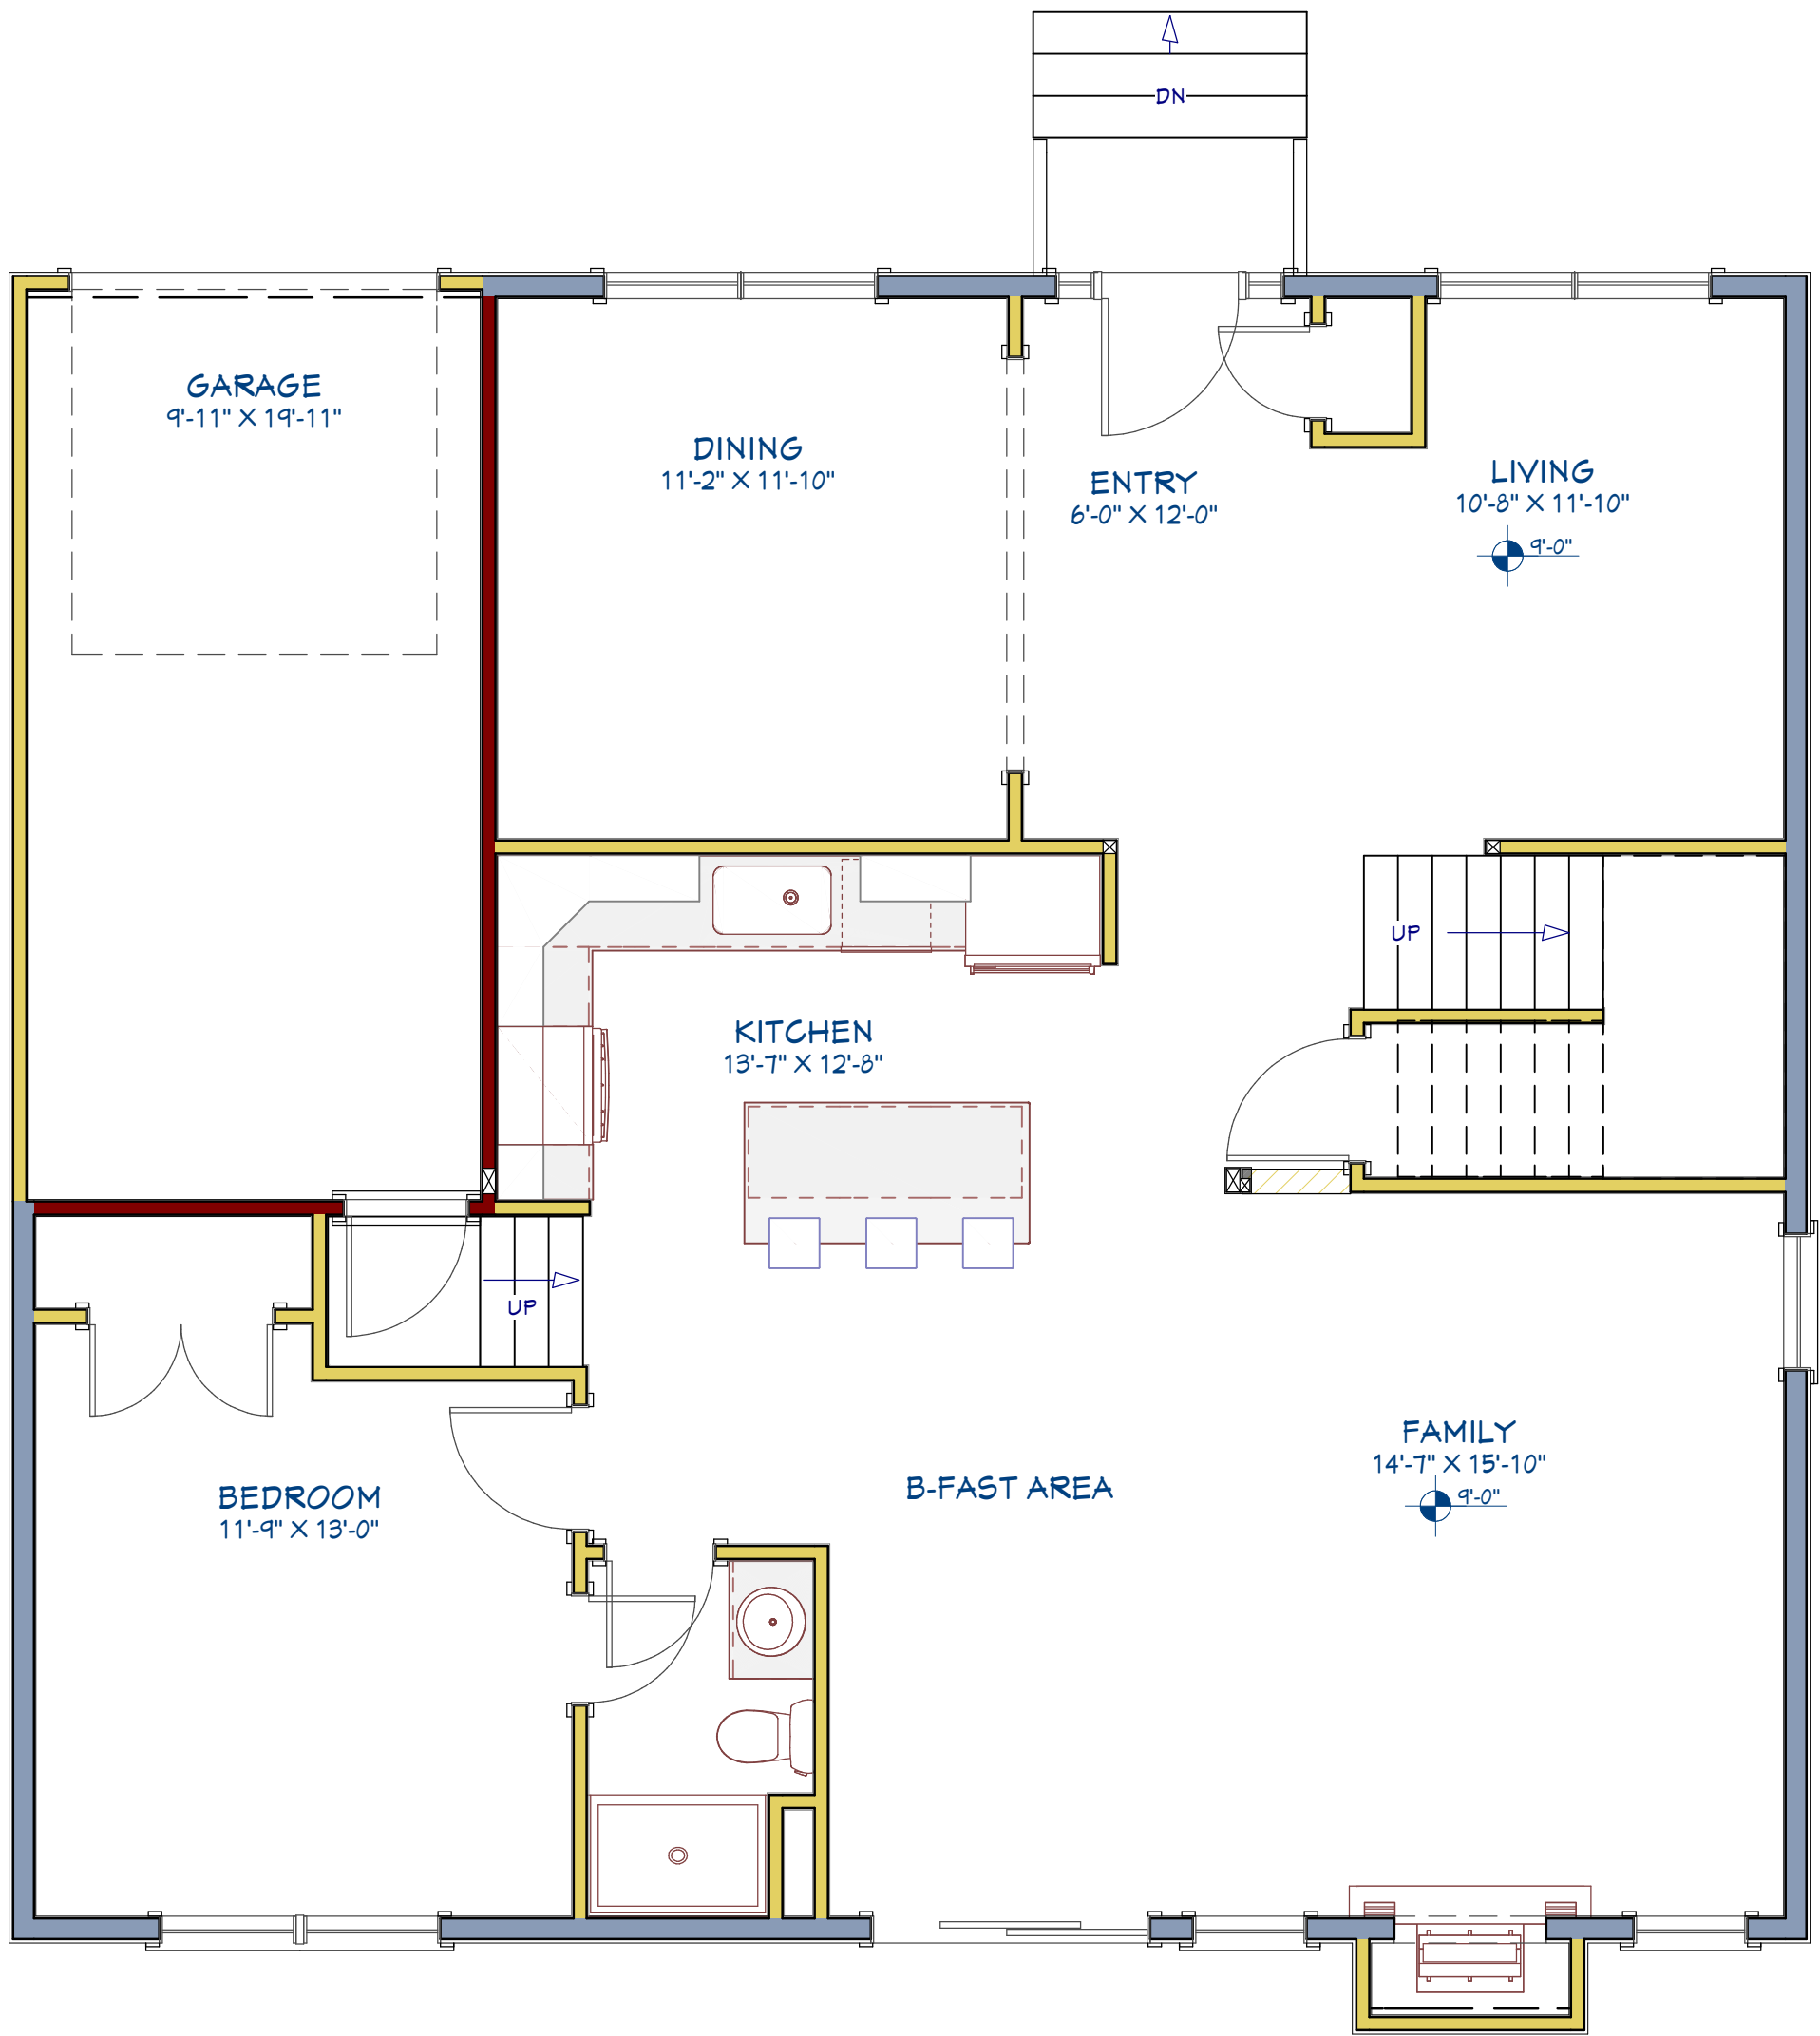 DN
GARAGE
9'-11" X 19'-11"
DINING
11'-2" X 11'-10"
ENTRY
6'-0" X 12'-0"
LIVING
10'-8" X 11'-10"
9'-0"
UP
KITCHEN
13'-7" X 12'-8"
UP
FAMILY
14'-7" X 15'-10"
9'-0"
B-FAST AREA
BEDROOM
11'-9" X 13'-0"